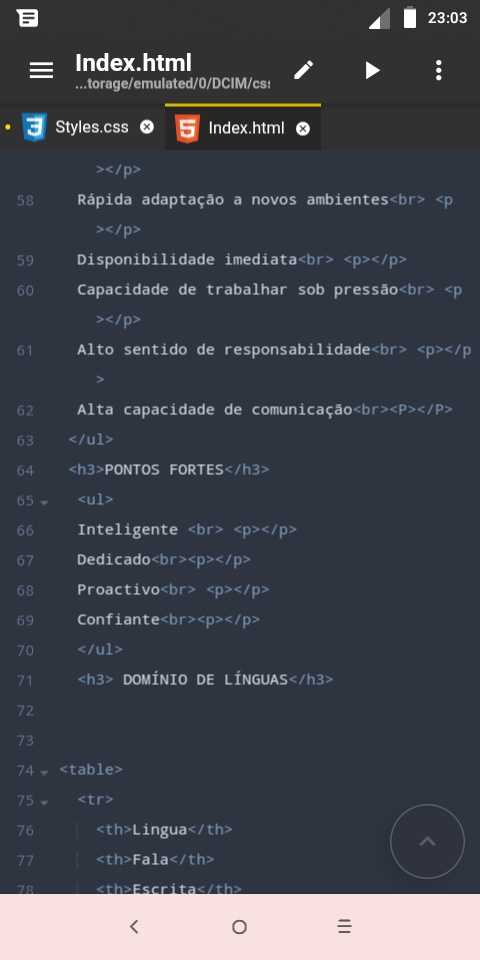 23:03
Index.html
...torage/emulated/0/DCIM/css
Styles.css
Index.html
></p>
58 Rápida adaptação a novos ambientes<br> <p
></p>
59 Disponibilidade imediata<br> <p></p>
60 Capacidade de trabalhar sob pressão<br> <p
></p>
61 Alto sentido de responsabilidade<br> <p></p
>
62 Alta capacidade de comunicação<br><P></P>
63 </ul>
64 <h3>PONTOS FORTES</h3>
65 <ul>
66 Inteligente <br> <p></p>
67 Dedicado<br><p></p>
68 Proactivo<br> <p></p>
69 Confiante<br><p></p>
70 </ul>
71 <h3> DOMÍNIO DE LÍNGUAS</h3>
72
73
74 <table>
75 <tr>
76 <th>Lingua</th>
77 <th>Fala</th>
78 <th>Escrita</th>